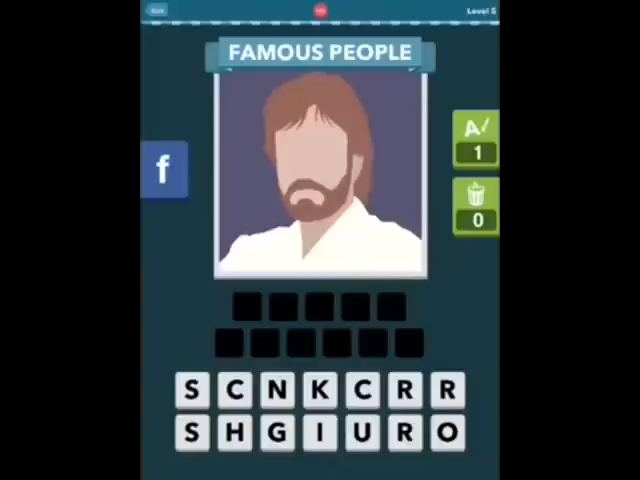 Level 5
FAMOUS PEOPLE
f
A
1
0
S C N K C R R
S H G I U R O